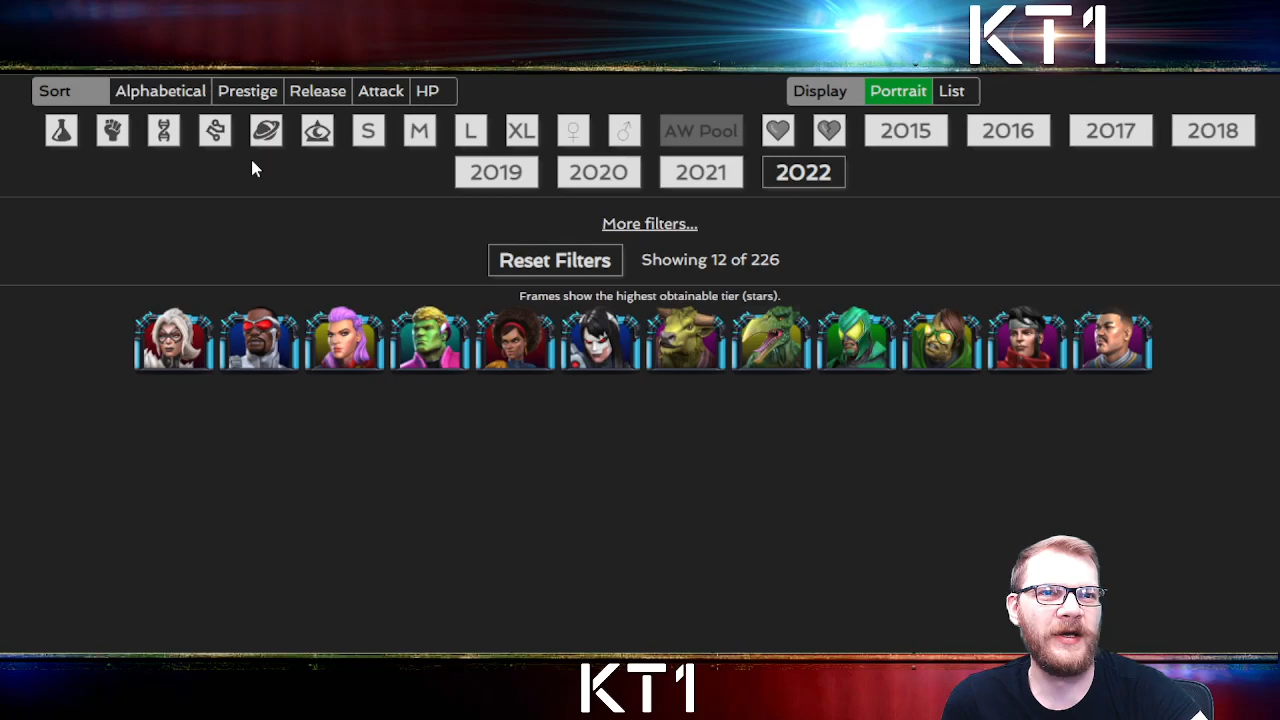 KT1
Sort Alphabetical Prestige Release Attack HP Display Portrait List
S M L XL ♀ ♂ AW Pool 2015 2016 2017 2018
2019 2020 2021 2022
More filters...
Reset Filters Showing 12 of 226
Frames show the highest obtainable tier (stars).
KT1